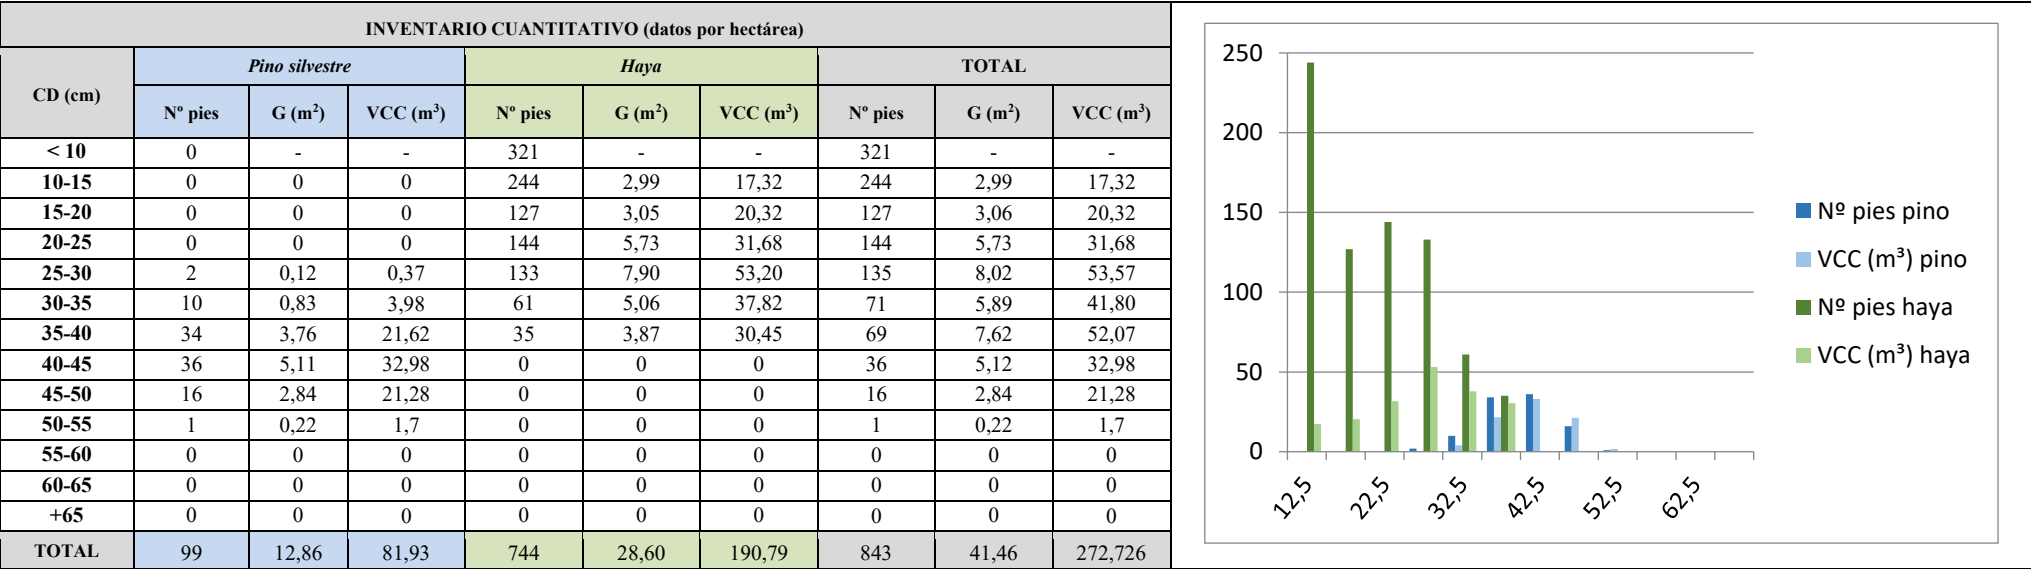 INVENTARIO CUANTITATIVO (datos por hectárea)
CD (cm) Pino silvestre Haya TOTAL
Nº pies G (m²) VCC (m³) Nº pies G (m²) VCC (m³) Nº pies G (m²) VCC (m³)
< 10 0 - - 321 - - 321 - -
10-15 0 0 0 244 2,99 17,32 244 2,99 17,32
15-20 0 0 0 127 3,05 20,32 127 3,06 20,32
20-25 0 0 0 144 5,73 31,68 144 5,73 31,68
25-30 2 0,12 0,37 133 7,90 53,20 135 8,02 53,57
30-35 10 0,83 3,98 61 5,06 37,82 71 5,89 41,80
35-40 34 3,76 21,62 35 3,87 30,45 69 7,62 52,07
40-45 36 5,11 32,98 0 0 0 36 5,12 32,98
45-50 16 2,84 21,28 0 0 0 16 2,84 21,28
50-55 1 0,22 1,7 0 0 0 1 0,22 1,7
55-60 0 0 0 0 0 0 0 0 0
60-65 0 0 0 0 0 0 0 0 0
+65 0 0 0 0 0 0 0 0 0
TOTAL 99 12,86 81,93 744 28,60 190,79 843 41,46 272,726
250
200
150
100
50
0
12,5 22,5 32,5 42,5 52,5 62,5
Nº pies pino
VCC (m³) pino
Nº pies haya
VCC (m³) haya